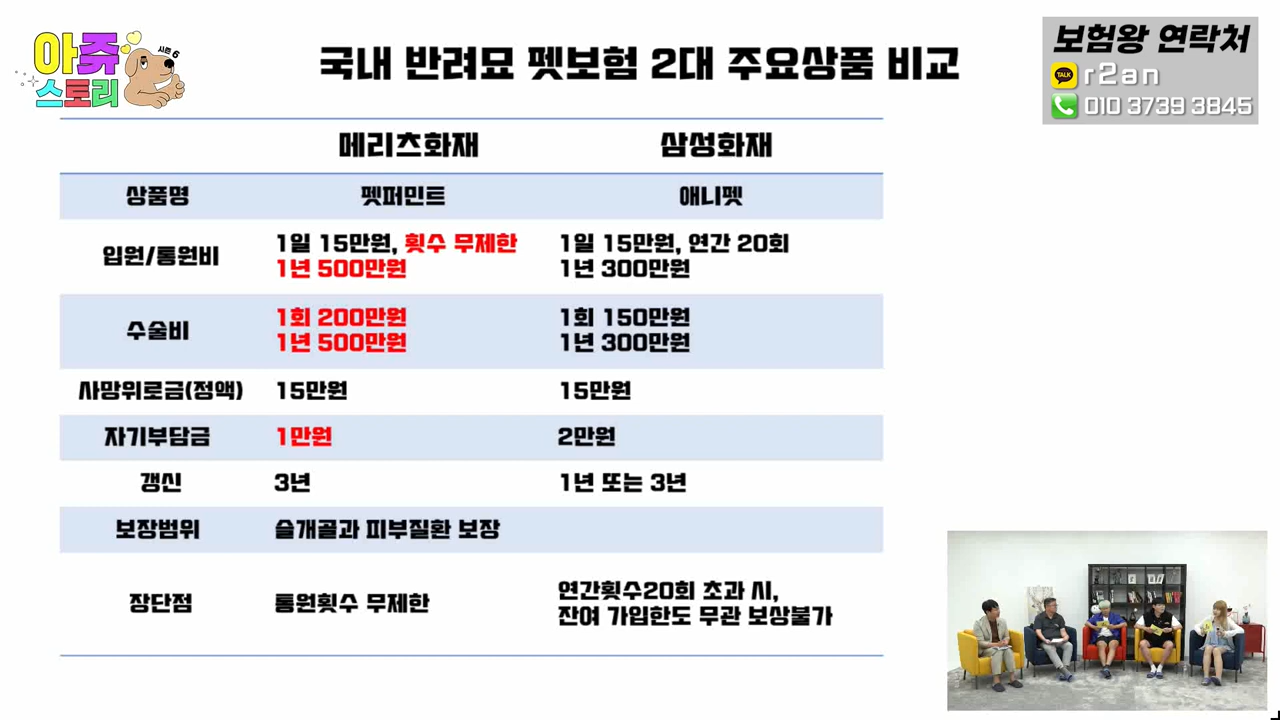 아쥬
시즌 6
스토리
국내 반려묘 펫보험 2대 주요상품 비교
보험왕 연락처
TALK
r2an
010 3739 3845
메리츠화재 삼성화재
상품명 펫퍼민트 애니펫
입원/통원비
1일 15만원, 횟수 무제한
1년 500만원
1일 15만원, 연간 20회
1년 300만원
수술비
1회 200만원
1년 500만원
1회 150만원
1년 300만원
사망위로금(정액) 15만원 15만원
자기부담금 1만원 2만원
갱신 3년 1년 또는 3년
보장범위 슬개골과 피부질환 보장
장단점 통원횟수 무제한
연간횟수20회 초과 시,
잔여 가입한도 무관 보상불가